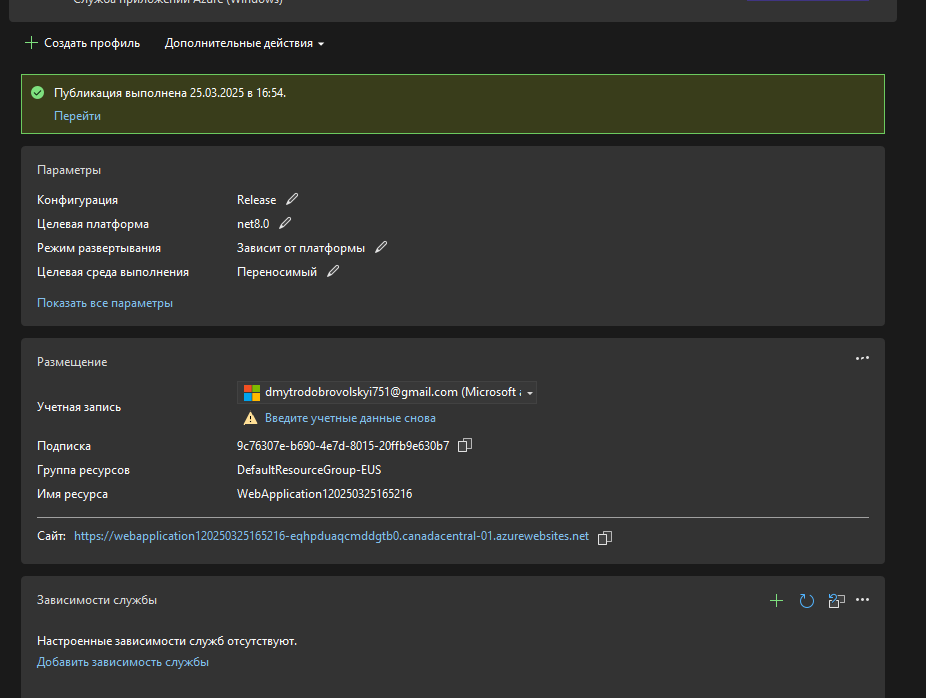 Служба приложений Azure (Windows)
Создать профиль Дополнительные действия
Публикация выполнена 25.03.2025 в 16:54.
Перейти
Параметры
Конфигурация Release
Целевая платформа net8.0
Режим развертывания Зависит от платформы
Целевая среда выполнения Переносимый
Показать все параметры
Размещение
Учетная запись dmytrodobrovolskyi751@gmail.com (Microsoft
Введите учетные данные снова
Подписка 9c76307e-b690-4e7d-8015-20ffb9e630b7
Группа ресурсов DefaultResourceGroup-EUS
Имя ресурса WebApplication120250325165216
Сайт: https://webapplication120250325165216-eqhpduaqcmddgtb0.canadacentral-01.azurewebsites.net
Зависимости службы
Настроенные зависимости служб отсутствуют.
Добавить зависимость службы